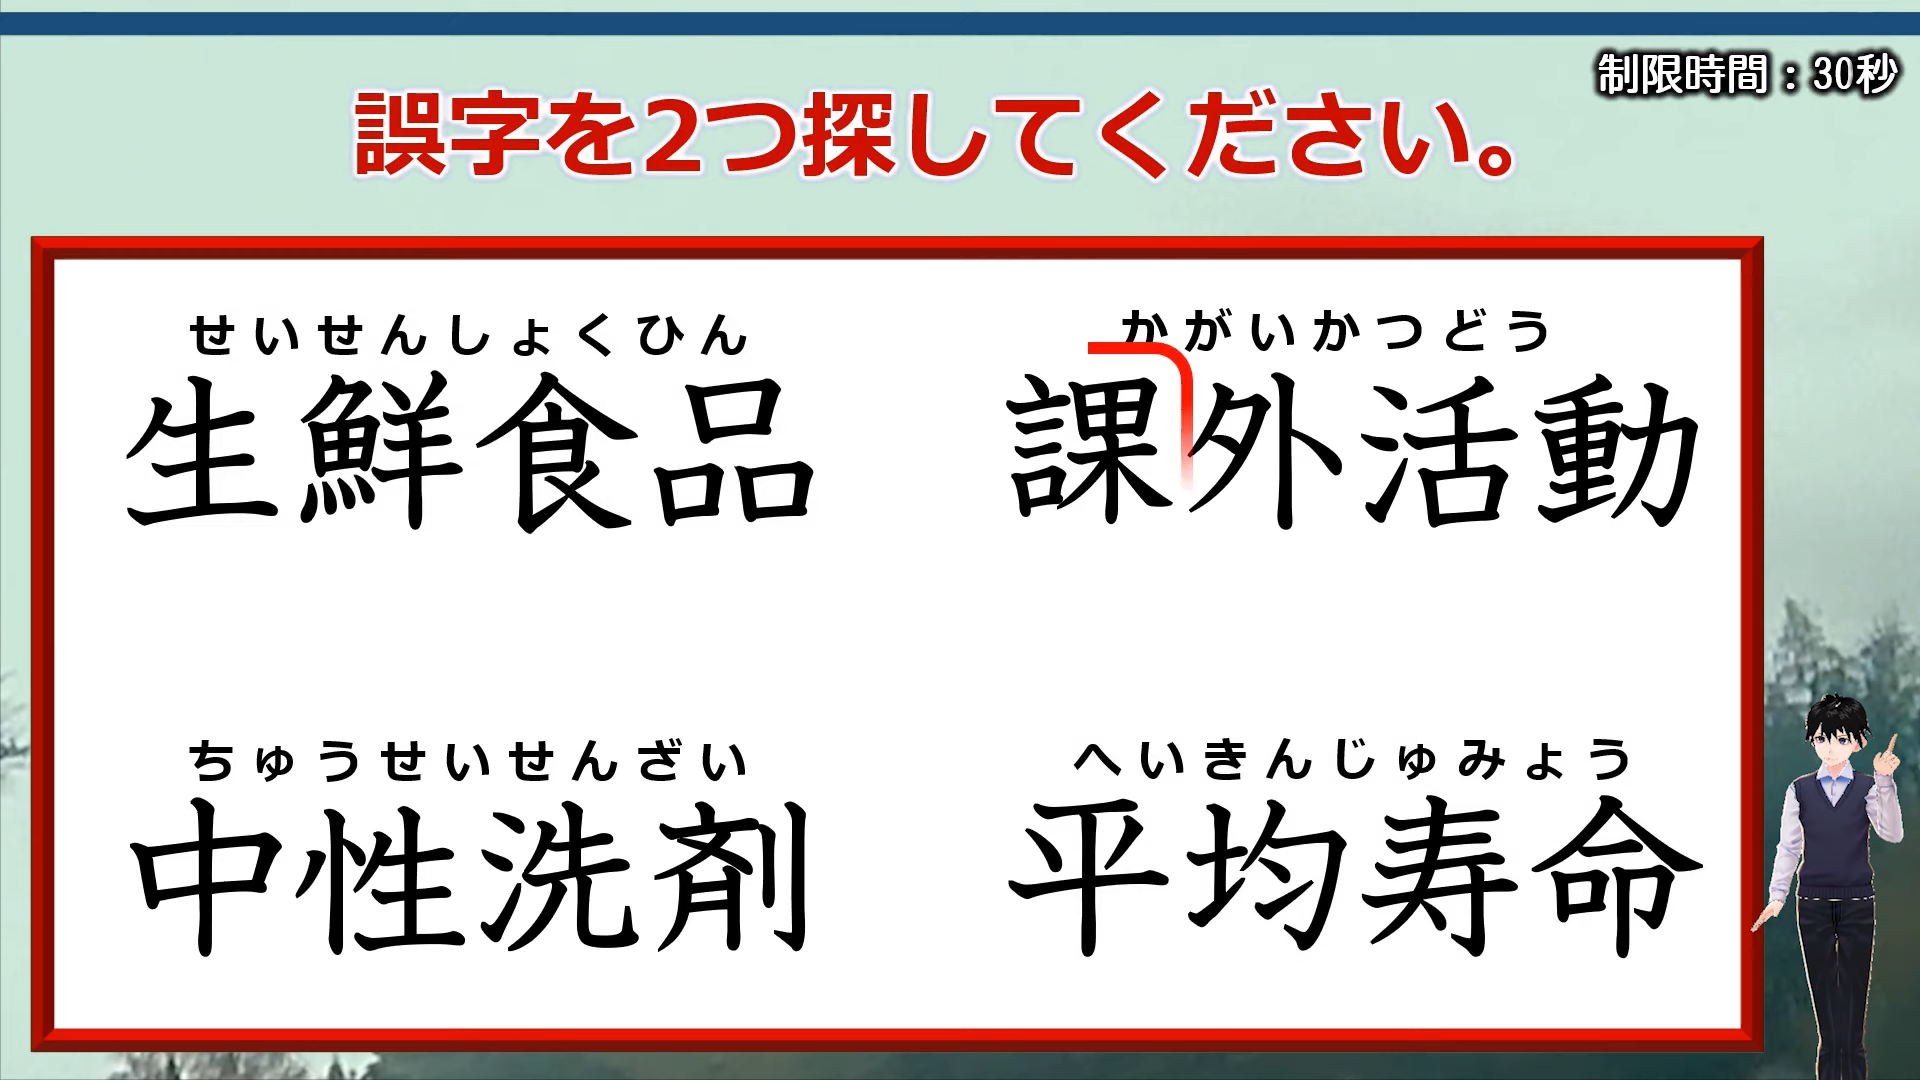 制限時間：30秒
誤字を2つ探してください。
せいせんしょくひん
生鮮食品
かがいかつどう
課外活動
ちゅうせいせんざい
中性洗剤
へいきんじゅみょう
平均寿命